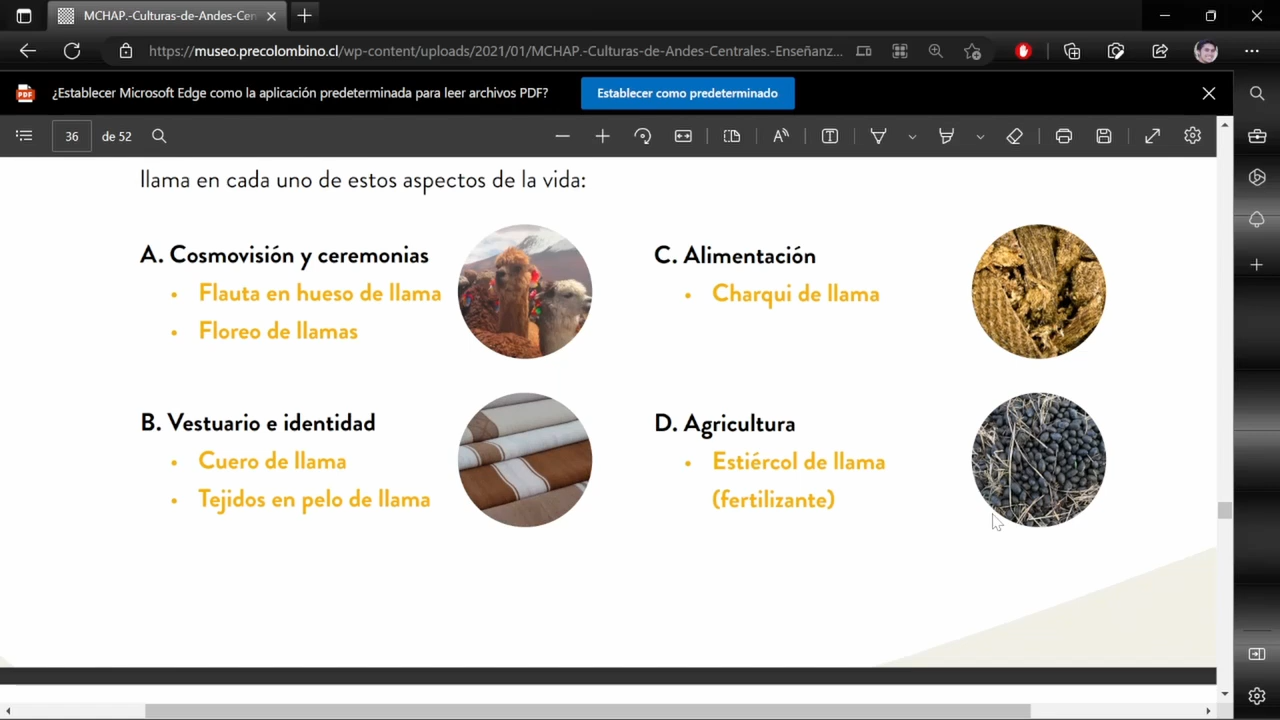 MCHAP.-Culturas-de-Andes-Cen
https://museo.precolombino.cl/wp-content/uploads/2021/01/MCHAP.-Culturas-de-Andes-Centrales.-Enseñanz...
PDF
¿Establecer Microsoft Edge como la aplicación predeterminada para leer archivos PDF?
Establecer como predeterminado
36
de 52
llama en cada uno de estos aspectos de la vida:
A. Cosmovisión y ceremonias
• Flauta en hueso de llama
• Floreo de llamas
B. Vestuario e identidad
• Cuero de llama
• Tejidos en pelo de llama
C. Alimentación
• Charqui de llama
D. Agricultura
• Estiércol de llama
(fertilizante)